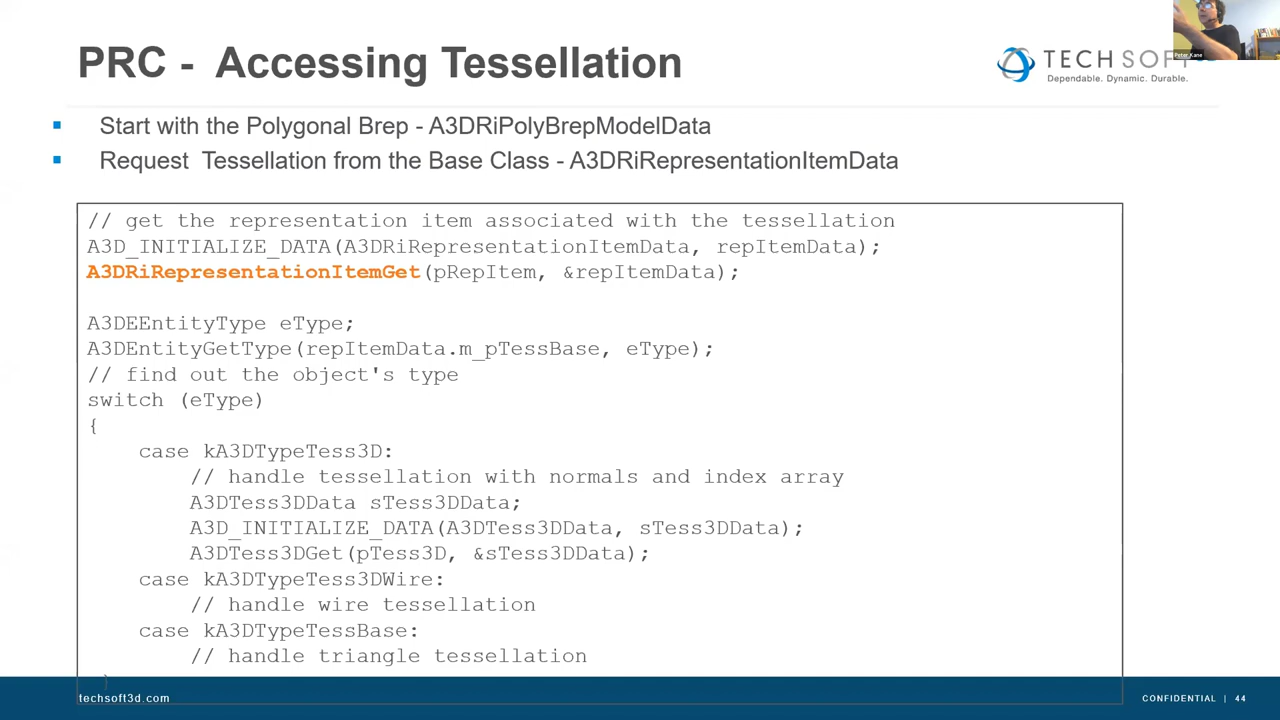 PRC - Accessing Tessellation
TECH SOFT
Dependable. Dynamic. Durable.
Peter Kane
Start with the Polygonal Brep - A3DRiPolyBrepModelData
Request Tessellation from the Base Class - A3DRiRepresentationItemData
// get the representation item associated with the tessellation
A3D_INITIALIZE_DATA(A3DRiRepresentationItemData, repItemData);
A3DRiRepresentationItemGet(pRepItem, &repItemData);
A3DEEntityType eType;
A3DEntityGetType(repItemData.m_pTessBase, eType);
// find out the object's type
switch (eType)
{
case kA3DTypeTess3D:
// handle tessellation with normals and index array
A3DTess3DData sTess3DData;
A3D_INITIALIZE_DATA(A3DTess3DData, sTess3DData);
A3DTess3DGet(pTess3D, &sTess3DData);
case kA3DTypeTess3DWire:
// handle wire tessellation
case kA3DTypeTessBase:
// handle triangle tessellation
}
techsoft3d.com
CONFIDENTIAL | 44